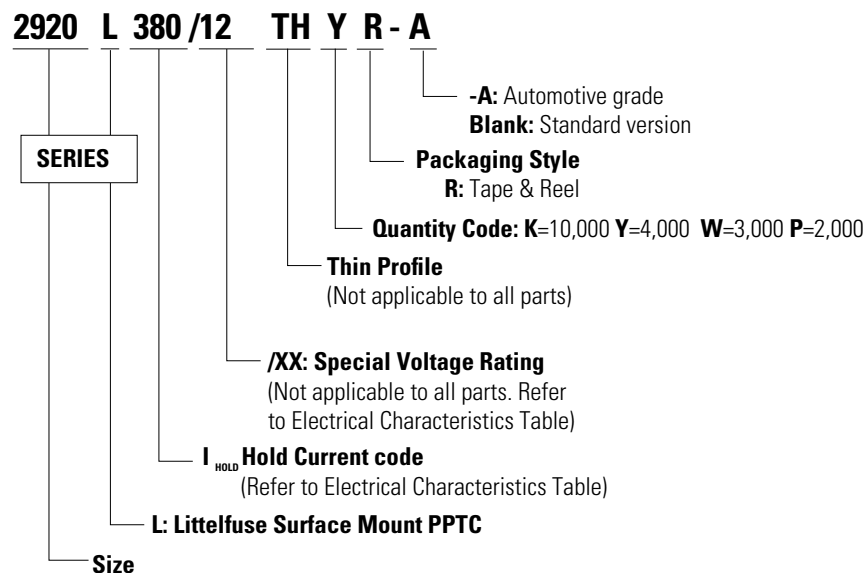 2920 L 380 /12 TH Y R - A
-A: Automotive grade
Blank: Standard version
SERIES
Packaging Style
R: Tape & Reel
Quantity Code: K=10,000 Y=4,000 W=3,000 P=2,000
Thin Profile
(Not applicable to all parts)
/XX: Special Voltage Rating
(Not applicable to all parts. Refer
to Electrical Characteristics Table)
I HOLD Hold Current code
(Refer to Electrical Characteristics Table)
L: Littelfuse Surface Mount PPTC
Size